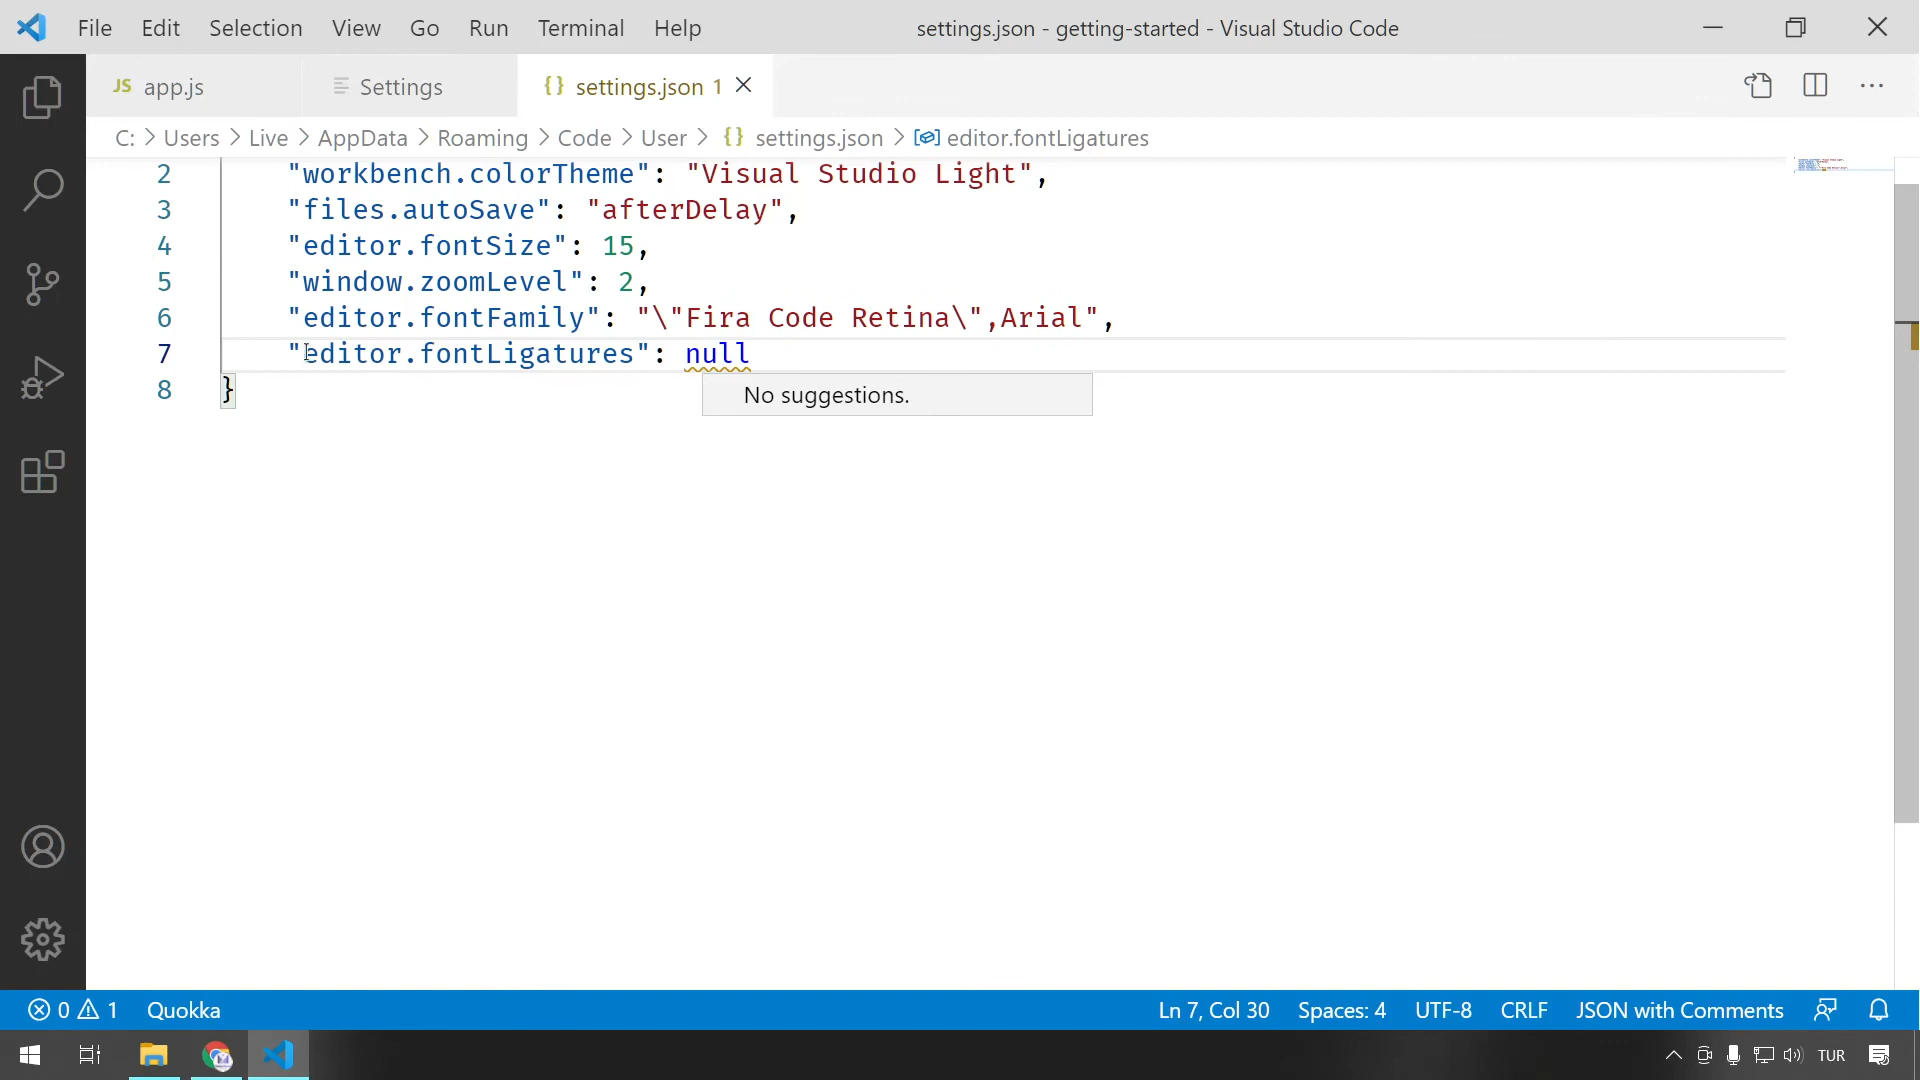 File Edit Selection View Go Run Terminal Help settings.json - getting-started - Visual Studio Code
JS app.js Settings {} settings.json 1
C: > Users > Live > AppData > Roaming > Code > User > {} settings.json > editor.fontLigatures
2 "workbench.colorTheme": "Visual Studio Light",
3 "files.autoSave": "afterDelay",
4 "editor.fontSize": 15,
5 "window.zoomLevel": 2,
6 "editor.fontFamily": "\"Fira Code Retina\",Arial",
7 "editor.fontLigatures": null
8 }
No suggestions.
0 1 Quokka Ln 7, Col 30 Spaces: 4 UTF-8 CRLF JSON with Comments
TUR